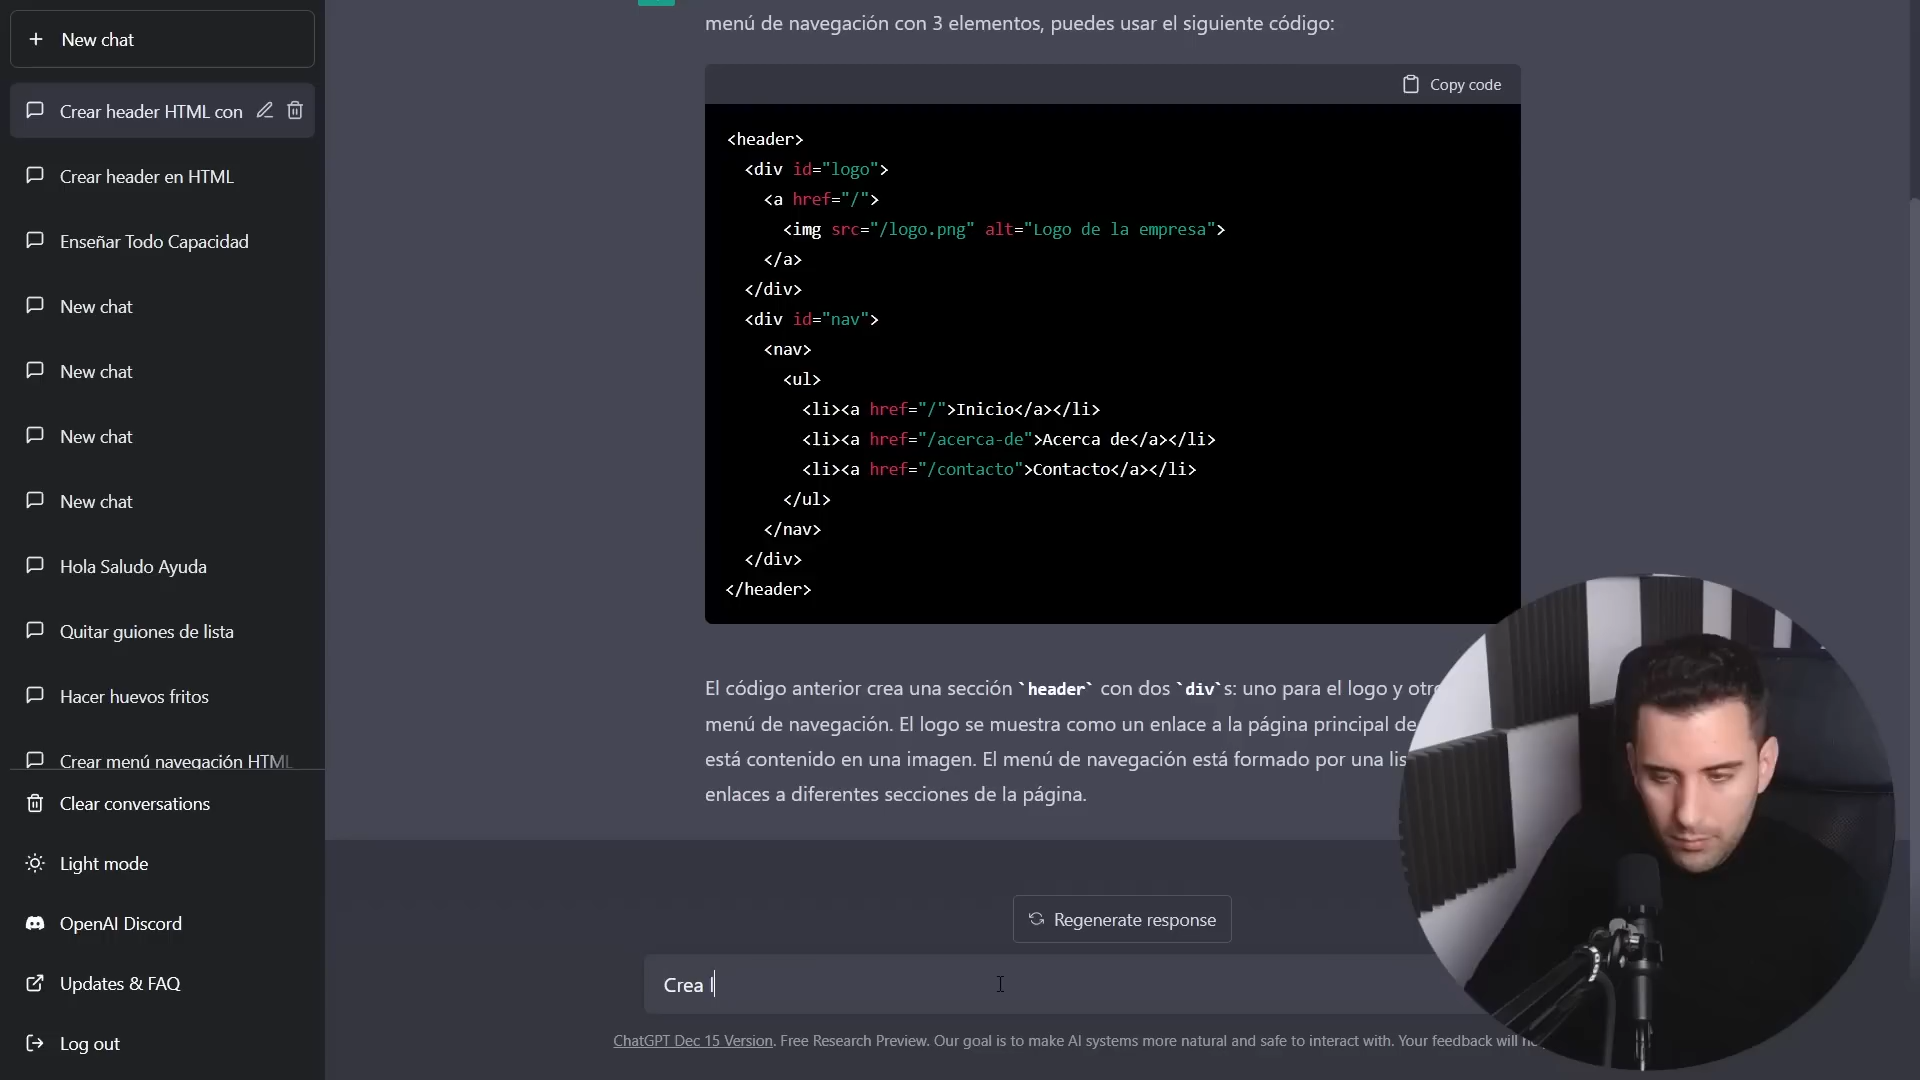 New chat
Crear header HTML con
Crear header en HTML
Enseñar Todo Capacidad
New chat
New chat
New chat
New chat
Hola Saludo Ayuda
Quitar guiones de lista
Hacer huevos fritos
Crear menú navegación HTML
Clear conversations
Light mode
OpenAI Discord
Updates & FAQ
Log out
menú de navegación con 3 elementos, puedes usar el siguiente código:
Copy code
<header>
<div id="logo">
<a href="/">
<img src="/logo.png" alt="Logo de la empresa">
</a>
</div>
<div id="nav">
<nav>
<ul>
<li><a href="/">Inicio</a></li>
<li><a href="/acerca-de">Acerca de</a></li>
<li><a href="/contacto">Contacto</a></li>
</ul>
</nav>
</div>
</header>
El código anterior crea una sección `header` con dos `div`s: uno para el logo y otro
menú de navegación. El logo se muestra como un enlace a la página principal de
está contenido en una imagen. El menú de navegación está formado por una
enlaces a diferentes secciones de la página.
Regenerate response
Crea l
ChatGPT Dec 15 Version. Free Research Preview. Our goal is to make AI systems more natural and safe to interact with. Your feedback will